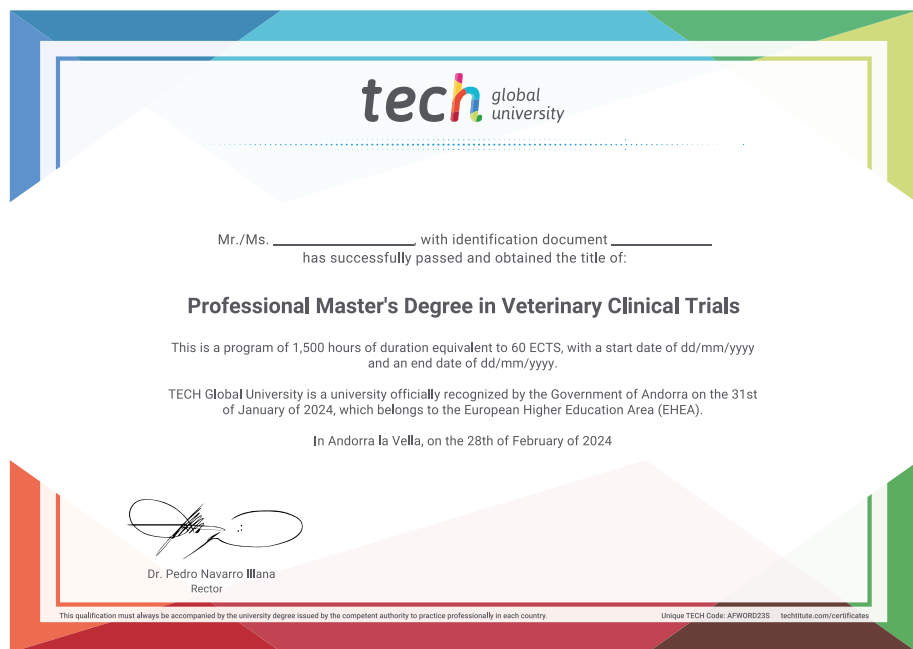 tech global university
Mr./Ms. ____________________, with identification document ______________
has successfully passed and obtained the title of:
Professional Master's Degree in Veterinary Clinical Trials
This is a program of 1,500 hours of duration equivalent to 60 ECTS, with a start date of dd/mm/yyyy
and an end date of dd/mm/yyyy.
TECH Global University is a university officially recognized by the Government of Andorra on the 31st
of January of 2024, which belongs to the European Higher Education Area (EHEA).
In Andorra la Vella, on the 28th of February of 2024
Dr. Pedro Navarro Illana
Rector
This qualification must always be accompanied by the university degree issued by the competent authority to practice professionally in each country. Unique TECH Code: AFWORD23S techtitute.com/certificates